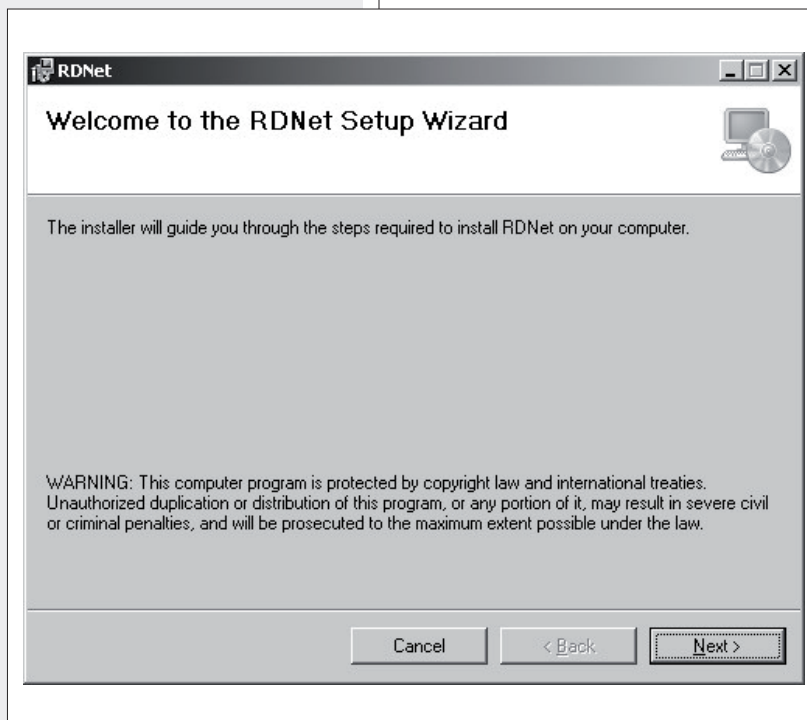 RDNet
Welcome to the RDNet Setup Wizard
The installer will guide you through the steps required to install RDNet on your computer.
WARNING: This computer program is protected by copyright law and international treaties.
Unauthorized duplication or distribution of this program, or any portion of it, may result in severe civil
or criminal penalties, and will be prosecuted to the maximum extent possible under the law.
Cancel
< Back
Next >